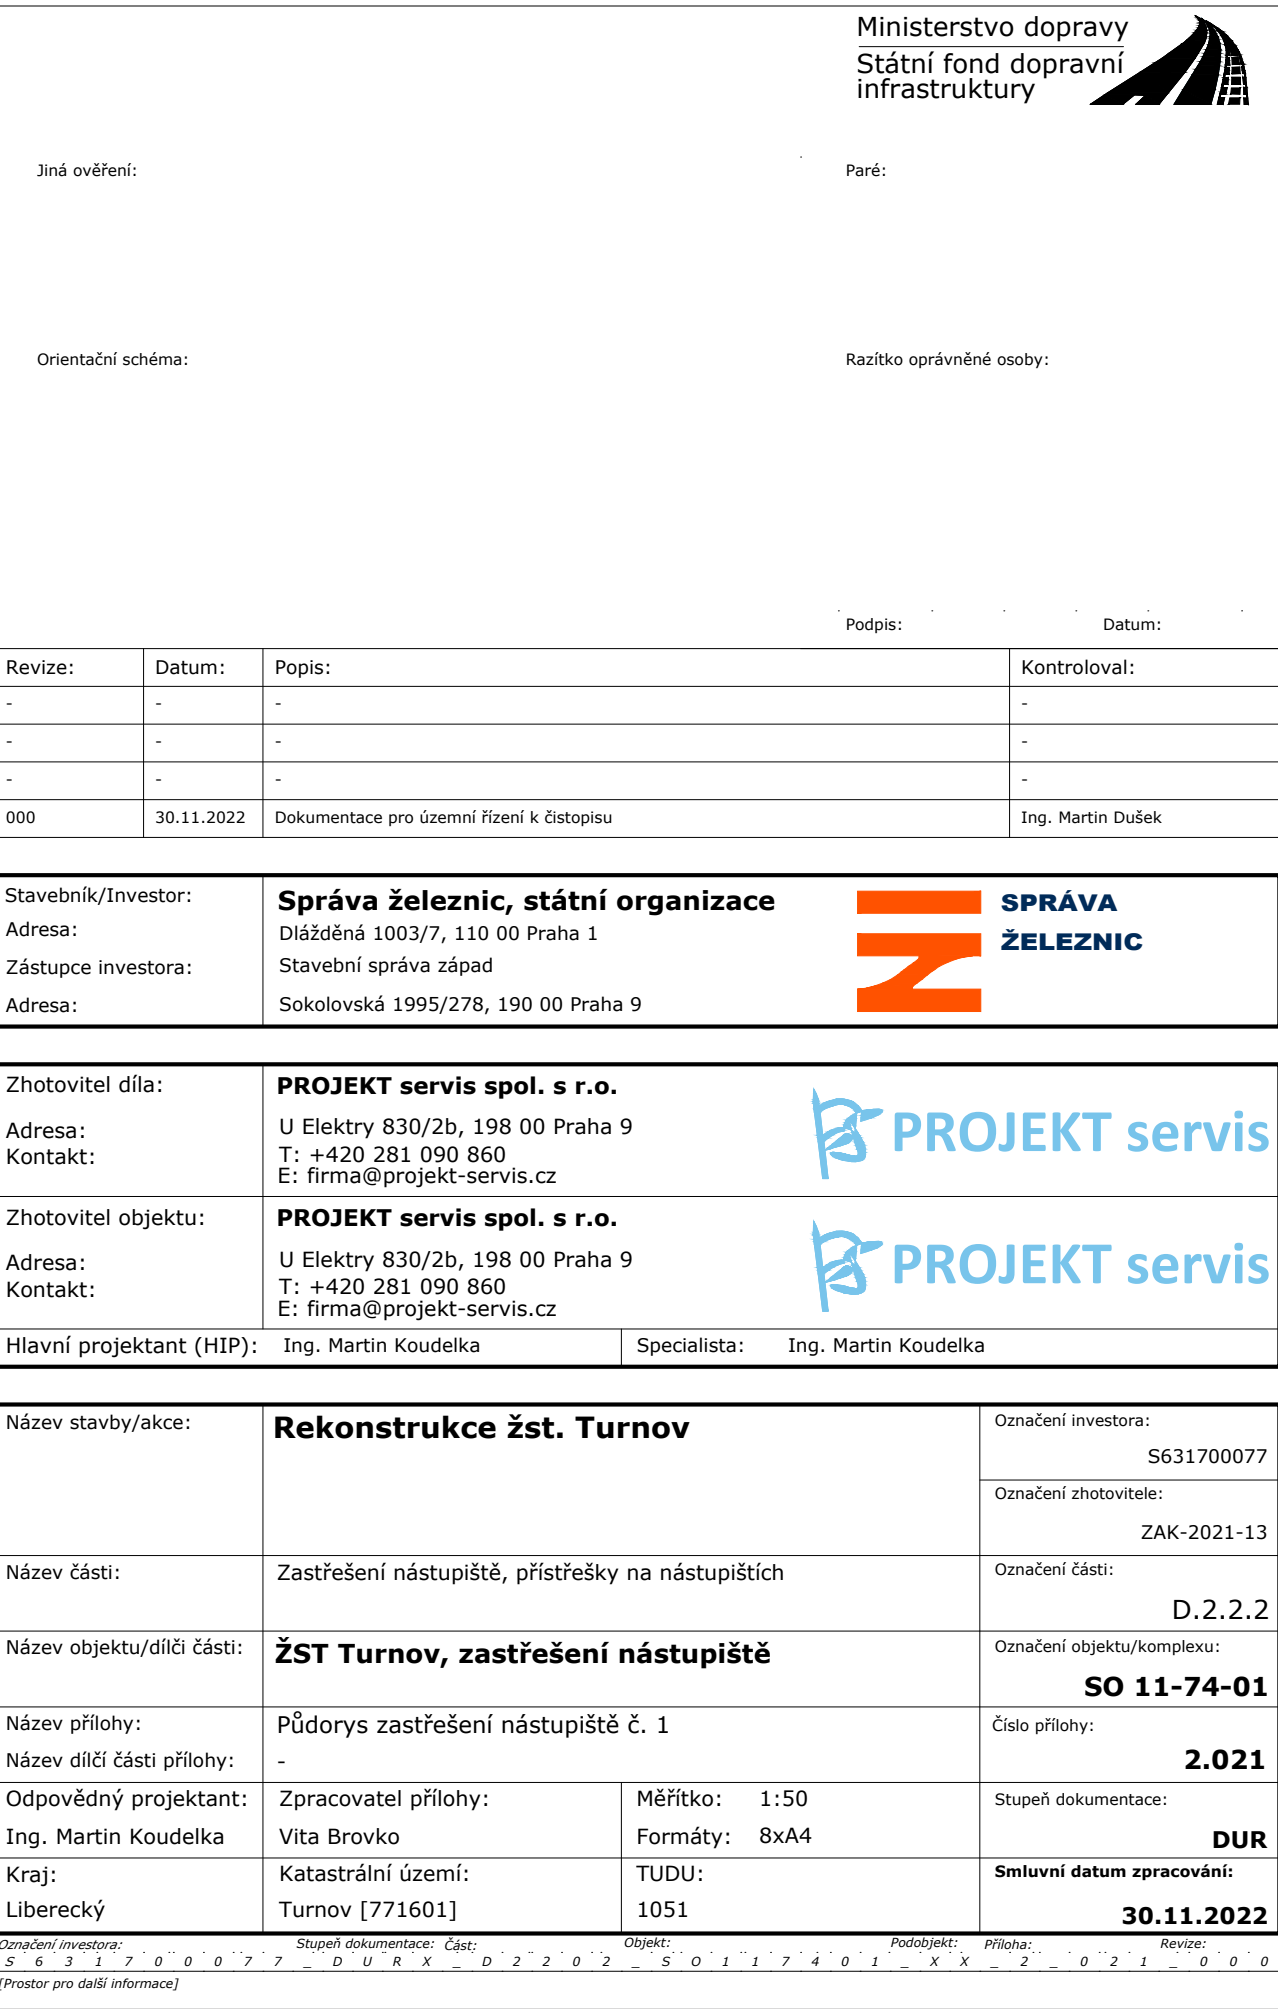 Ministerstvo dopravy
Státní fond dopravní
infrastruktury
Jiná ověření:
Paré:
Orientační schéma:
Razítko oprávněné osoby:
Podpis: Datum:
Revize: Datum: Popis: Kontroloval:
- - - -
- - - -
- - - -
000 30.11.2022 Dokumentace pro územní řízení k čistopisu Ing. Martin Dušek
Stavebník/Investor: Správa železnic, státní organizace
Adresa: Dlážděná 1003/7, 110 00 Praha 1
Zástupce investora: Stavební správa západ
Adresa: Sokolovská 1995/278, 190 00 Praha 9
SPRÁVA
ŽELEZNIC
Zhotovitel díla: PROJEKT servis spol. s r.o.
Adresa: U Elektry 830/2b, 198 00 Praha 9
Kontakt: T: +420 281 090 860
E: firma@projekt-servis.cz
PROJEKT servis
Zhotovitel objektu: PROJEKT servis spol. s r.o.
Adresa: U Elektry 830/2b, 198 00 Praha 9
Kontakt: T: +420 281 090 860
E: firma@projekt-servis.cz
PROJEKT servis
Hlavní projektant (HIP): Ing. Martin Koudelka Specialista: Ing. Martin Koudelka
Název stavby/akce: Rekonstrukce žst. Turnov
Označení investora:
S631700077
Označení zhotovitele:
ZAK-2021-13
Název části: Zastřešení nástupiště, přístřešky na nástupištích
Označení části:
D.2.2.2
Název objektu/dílči části: ŽST Turnov, zastřešení nástupiště
Označení objektu/komplexu:
SO 11-74-01
Název přílohy: Půdorys zastřešení nástupiště č. 1
Číslo přílohy:
Název dílčí části přílohy: -
2.021
Odpovědný projektant: Zpracovatel přílohy: Měřítko: 1:50 Stupeň dokumentace:
Ing. Martin Koudelka Vita Brovko Formáty: 8xA4 DUR
Kraj: Katastrální území: TUDU: Smluvní datum zpracování:
Liberecký Turnov [771601] 1051 30.11.2022
Označení investora: Stupeň dokumentace: Část: Objekt: Podobjekt: Příloha: Revize:
S 6 3 1 7 0 0 0 7 7 _ D U R X _ D 2 2 0 2 _ S O 1 1 7 4 0 1 _ X X _ 2 _ 0 2 1 _ 0 0 0
[Prostor pro další informace]